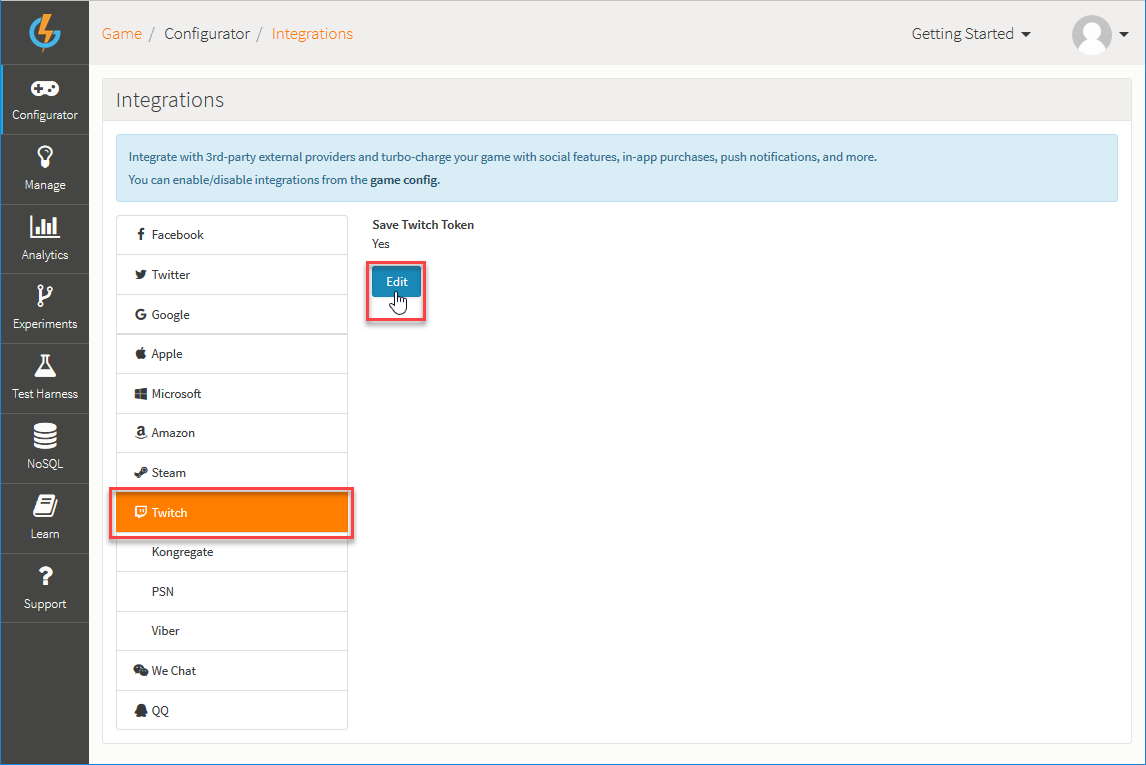 Game / Configurator / Integrations
Getting Started
Configurator
Manage
Analytics
Experiments
Test Harness
NoSQL
Learn
Support
Integrations
Integrate with 3rd-party external providers and turbo-charge your game with social features, in-app purchases, push notifications, and more.
You can enable/disable integrations from the game config.
Facebook
Twitter
Google
Apple
Microsoft
Amazon
Steam
Twitch
Kongregate
PSN
Viber
We Chat
QQ
Save Twitch Token
Yes
Edit